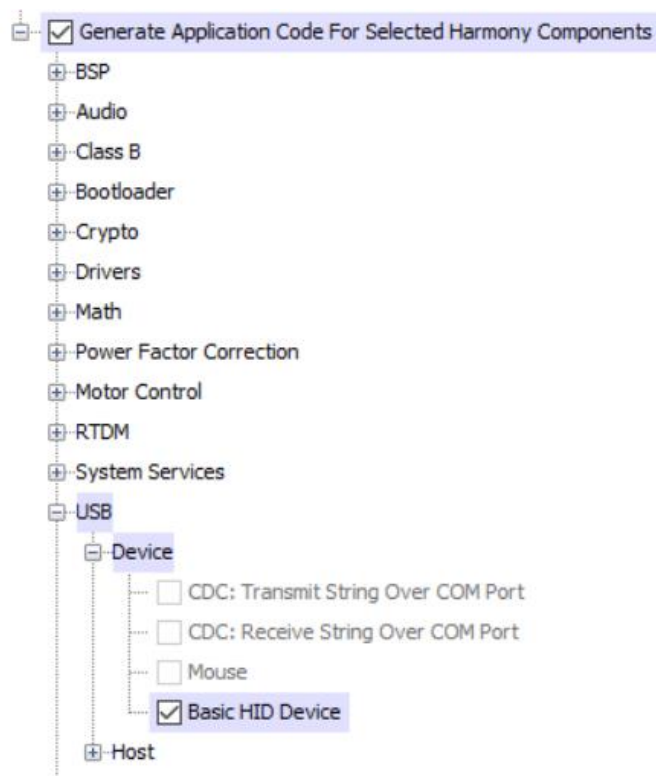 Generate Application Code For Selected Harmony Components
BSP
Audio
Class B
Bootloader
Crypto
Drivers
Math
Power Factor Correction
Motor Control
RTDM
System Services
USB
Device
CDC: Transmit String Over COM Port
CDC: Receive String Over COM Port
Mouse
Basic HID Device
Host